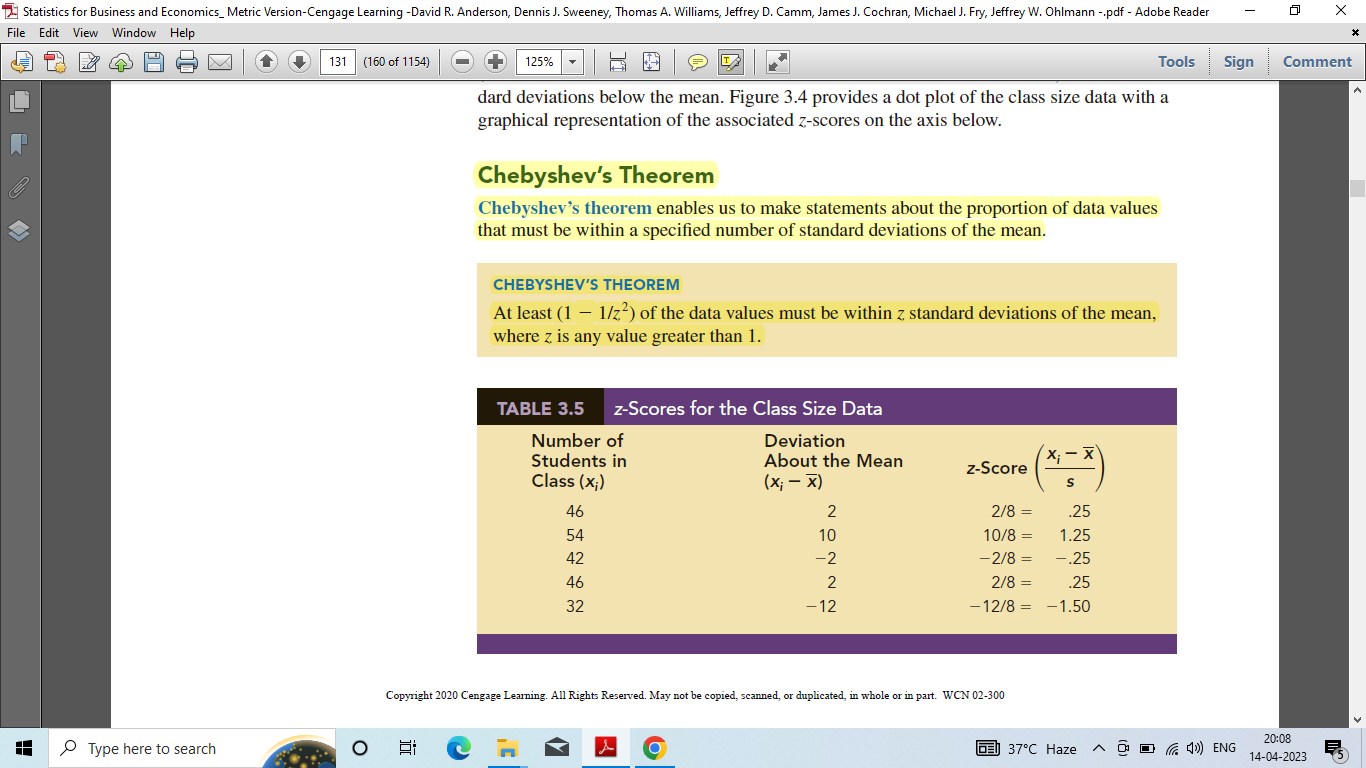 Statistics for Business and Economics_ Metric Version-Cengage Learning -David R. Anderson, Dennis J. Sweeney, Thomas A. Williams, Jeffrey D. Camm, James J. Cochran, Michael J. Fry, Jeffrey W. Ohlmann -.pdf - Adobe Reader
File Edit View Window Help
131 (160 of 1154) 125% Tools Sign Comment
dard deviations below the mean. Figure 3.4 provides a dot plot of the class size data with a
graphical representation of the associated z-scores on the axis below.
Chebyshev's Theorem
Chebyshev's theorem enables us to make statements about the proportion of data values
that must be within a specified number of standard deviations of the mean.
CHEBYSHEV'S THEOREM
At least (1 − 1/z²) of the data values must be within z standard deviations of the mean,
where z is any value greater than 1.
TABLE 3.5 z-Scores for the Class Size Data
Number of Students in Class (xᵢ) Deviation About the Mean (xᵢ − x̅) z-Score ((xᵢ − x̅)/s)
46 2 2/8 = .25
54 10 10/8 = 1.25
42 −2 −2/8 = −.25
46 2 2/8 = .25
32 −12 −12/8 = −1.50
Copyright 2020 Cengage Learning. All Rights Reserved. May not be copied, scanned, or duplicated, in whole or in part. WCN 02-300
Type here to search 37°C Haze ENG 20:08
14-04-2023 5